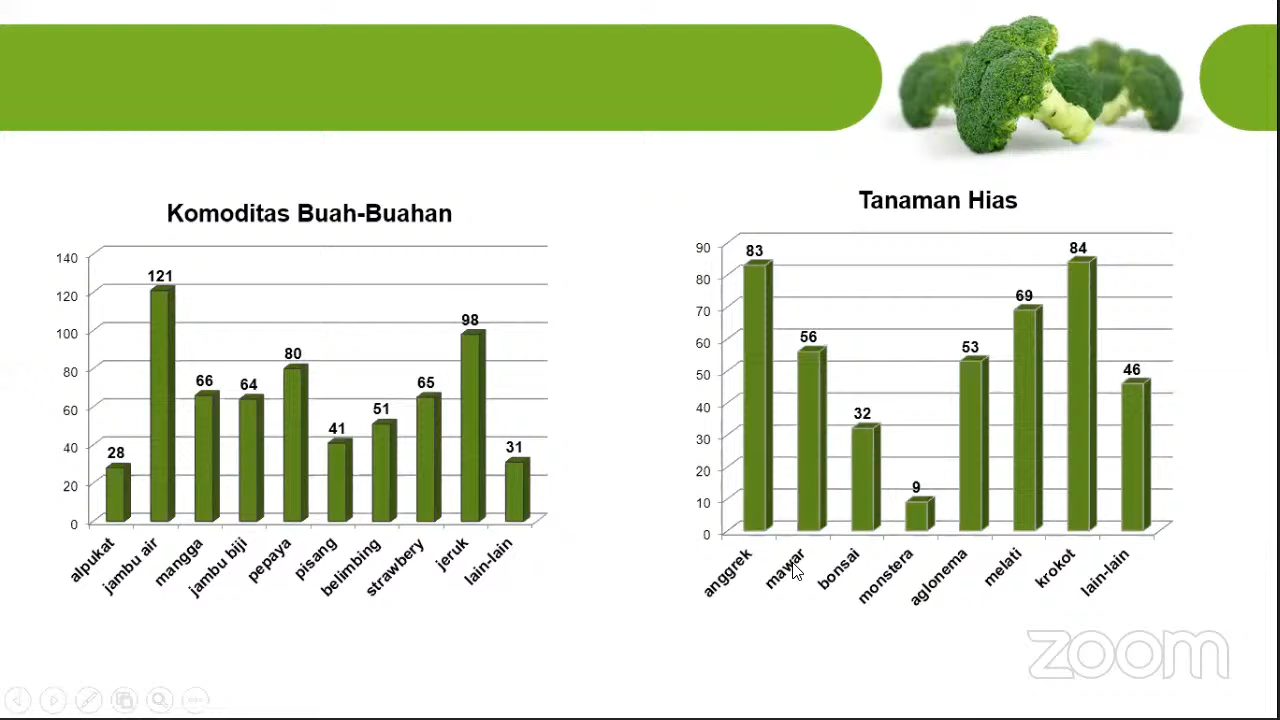 Komoditas Buah-Buahan
140
120
100
80
60
40
20
0
28
121
66
64
80
41
51
65
98
31
alpukat
jambu air
mangga
jambu biji
pepaya
pisang
belimbing
strawbery
jeruk
lain-lain
Tanaman Hias
90
80
70
60
50
40
30
20
10
0
83
56
32
9
53
69
84
46
anggrek
mawar
bonsai
monstera
aglonema
melati
krokot
lain-lain
zoom